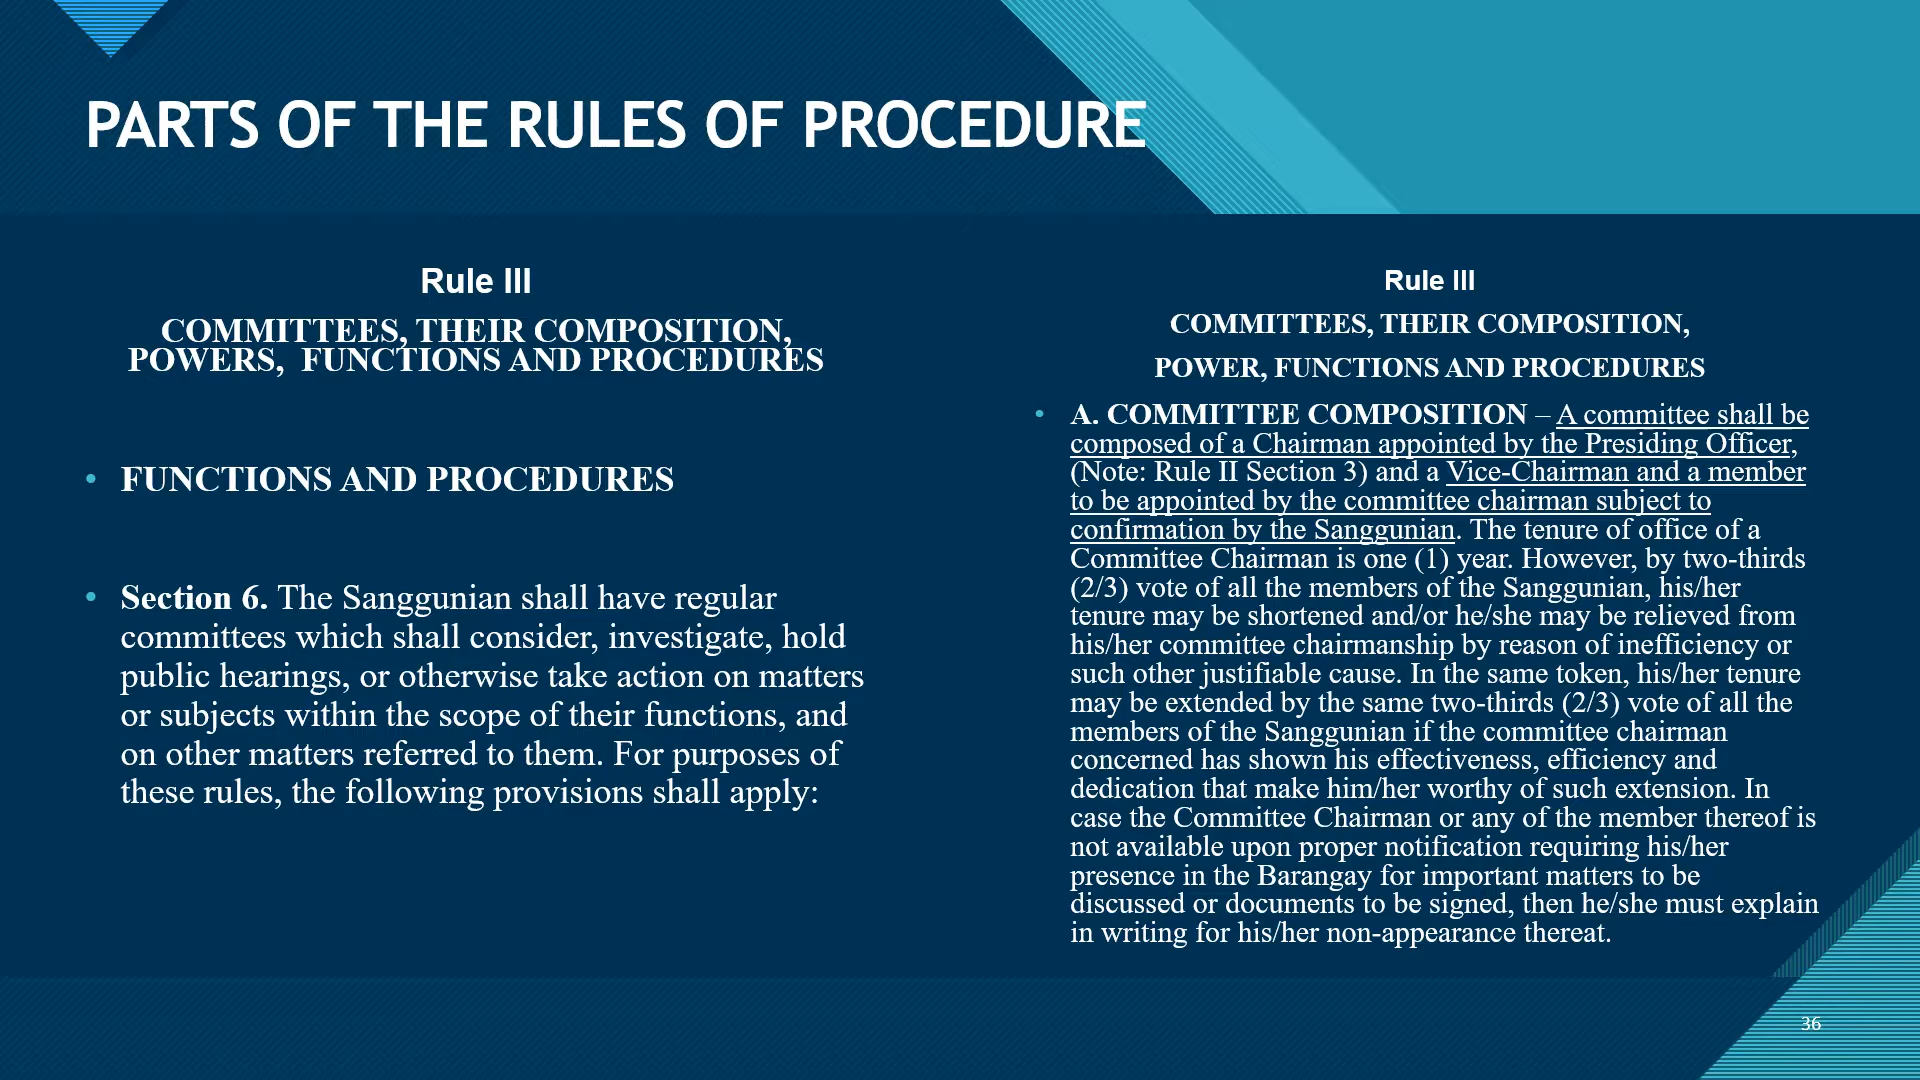 PARTS OF THE RULES OF PROCEDURE
Rule III
COMMITTEES, THEIR COMPOSITION,
POWERS, FUNCTIONS AND PROCEDURES
• FUNCTIONS AND PROCEDURES
• Section 6. The Sanggunian shall have regular
committees which shall consider, investigate, hold
public hearings, or otherwise take action on matters
or subjects within the scope of their functions, and
on other matters referred to them. For purposes of
these rules, the following provisions shall apply:
Rule III
COMMITTEES, THEIR COMPOSITION,
POWER, FUNCTIONS AND PROCEDURES
• A. COMMITTEE COMPOSITION – A committee shall be
composed of a Chairman appointed by the Presiding Officer,
(Note: Rule II Section 3) and a Vice-Chairman and a member
to be appointed by the committee chairman subject to
confirmation by the Sanggunian. The tenure of office of a
Committee Chairman is one (1) year. However, by two-thirds
(2/3) vote of all the members of the Sanggunian, his/her
tenure may be shortened and/or he/she may be relieved from
his/her committee chairmanship by reason of inefficiency or
such other justifiable cause. In the same token, his/her tenure
may be extended by the same two-thirds (2/3) vote of all the
members of the Sanggunian if the committee chairman
concerned has shown his effectiveness, efficiency and
dedication that make him/her worthy of such extension. In
case the Committee Chairman or any of the member thereof is
not available upon proper notification requiring his/her
presence in the Barangay for important matters to be
discussed or documents to be signed, then he/she must explain
in writing for his/her non-appearance thereat.
36